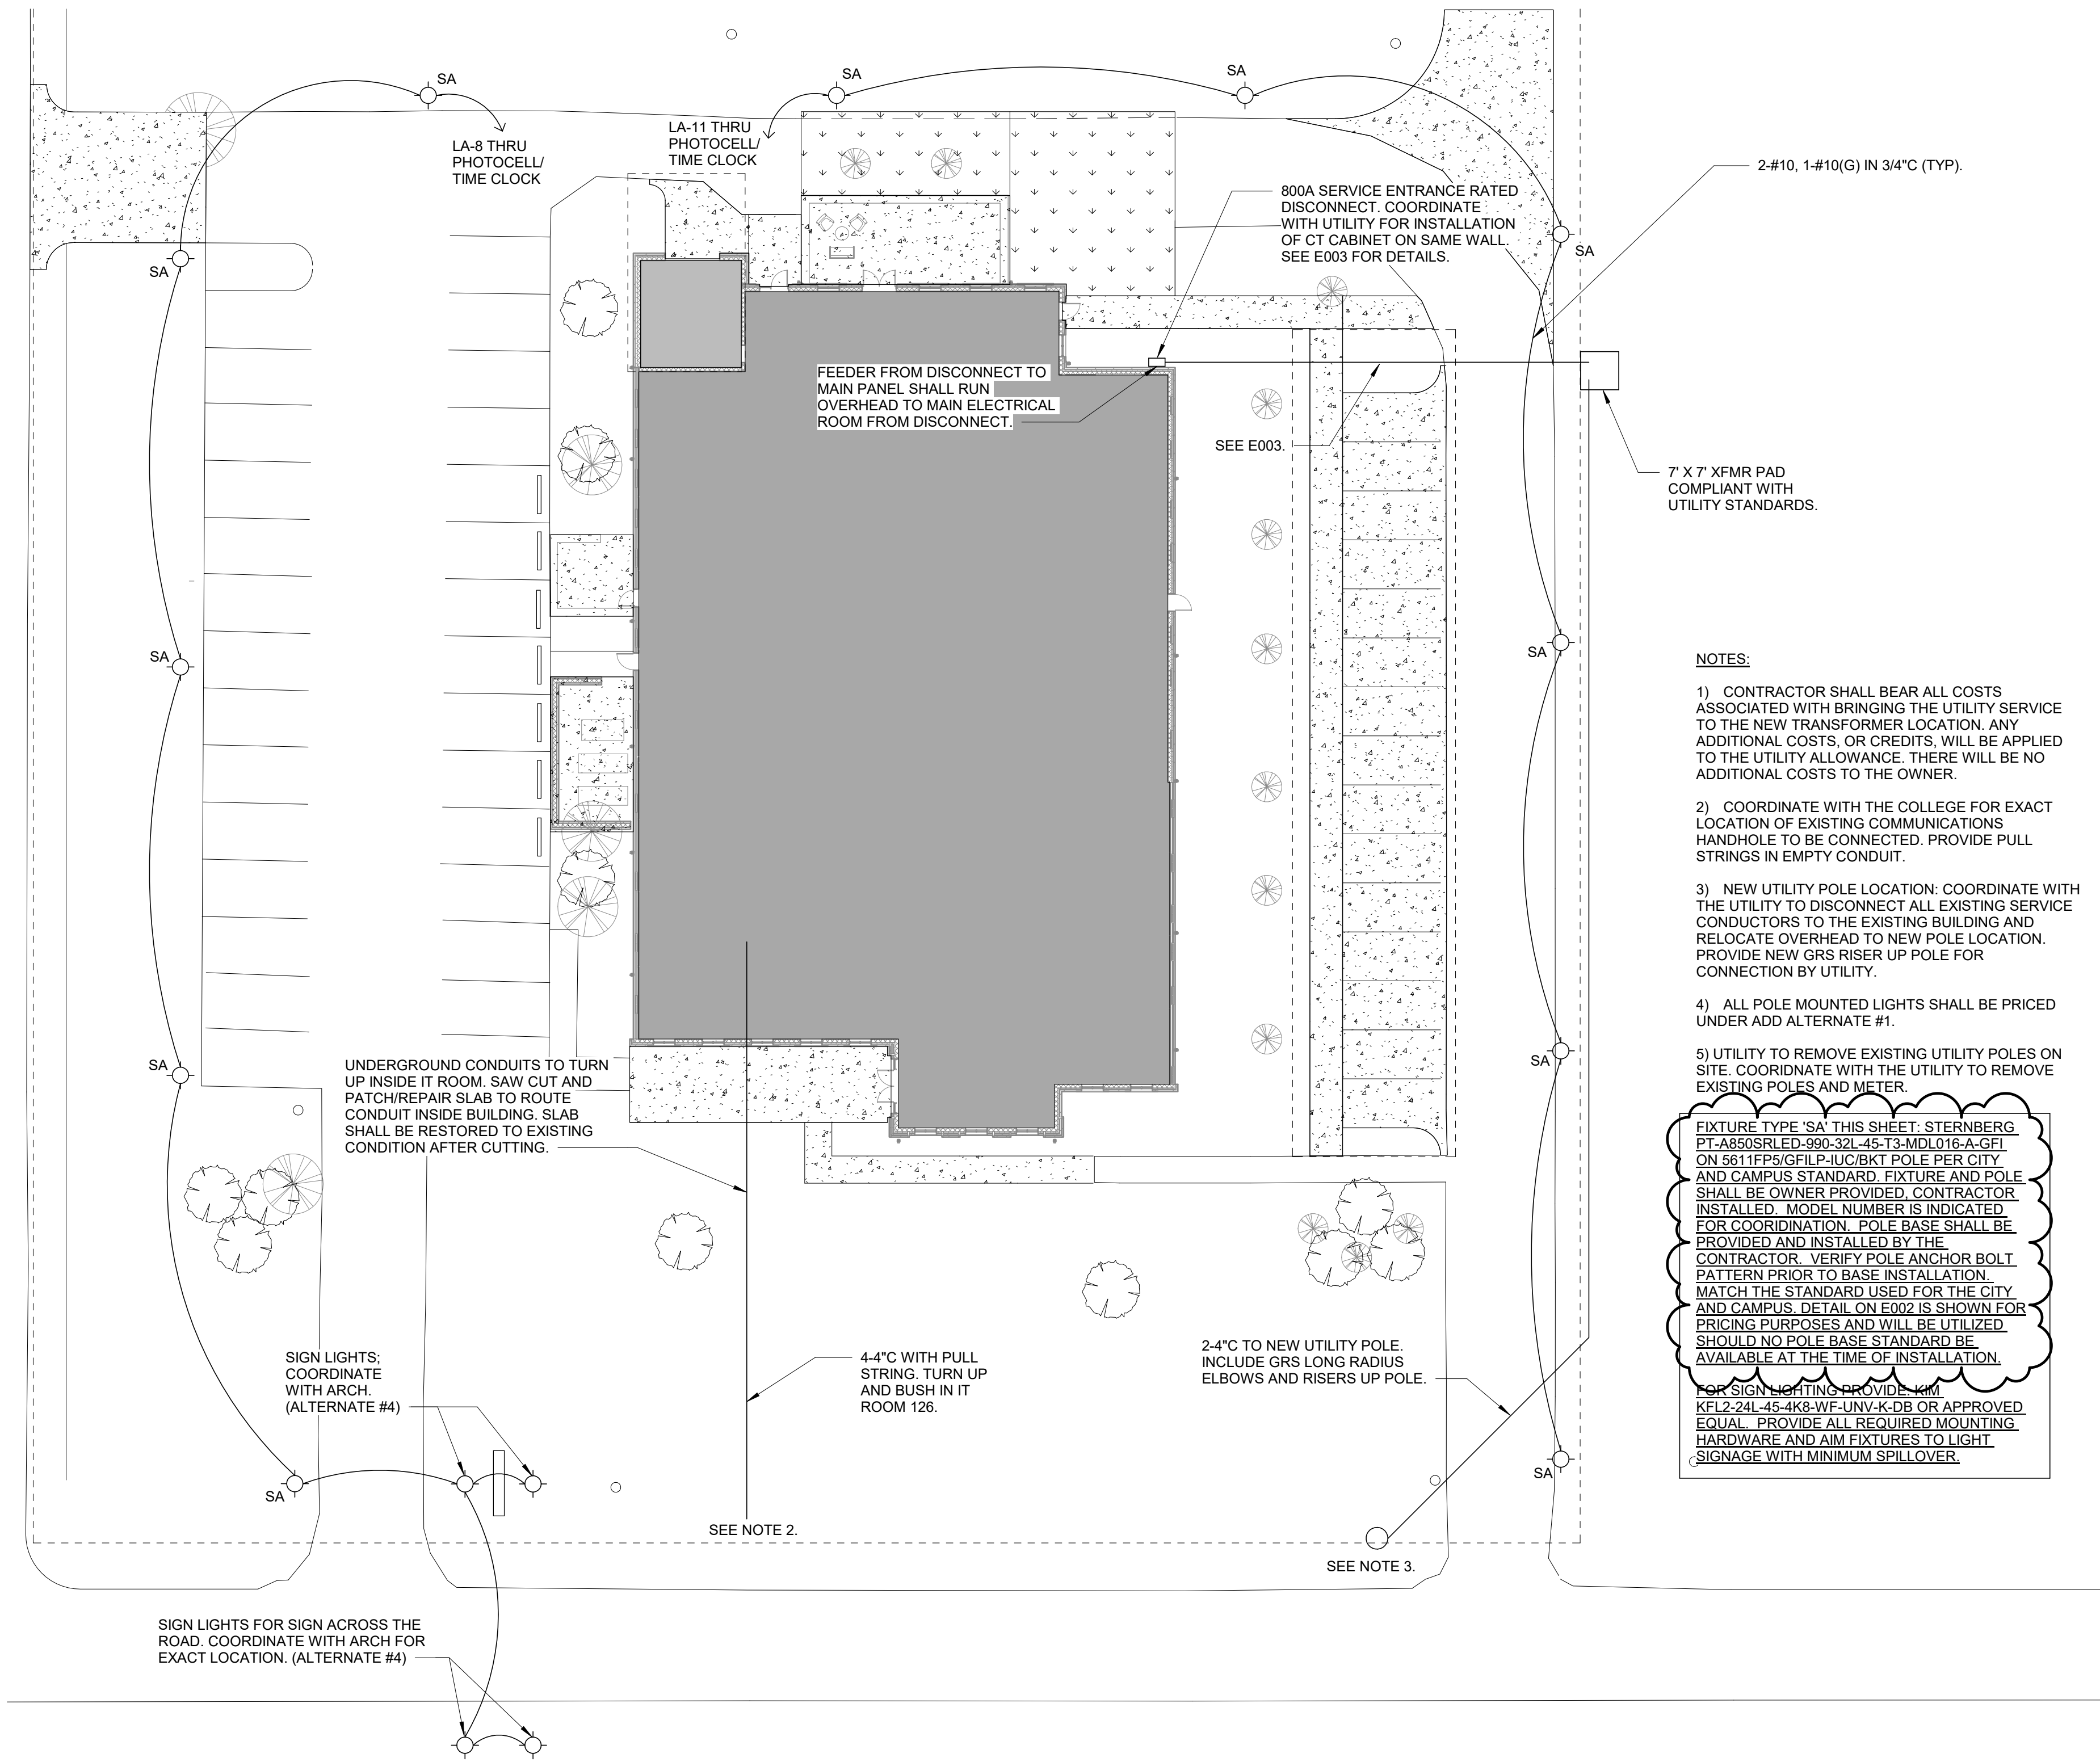 SA
SA
SA
LA-8 THRU
PHOTOCELL/
TIME CLOCK
LA-11 THRU
PHOTOCELL/
TIME CLOCK
2-#10, 1-#10(G) IN 3/4"C (TYP).
800A SERVICE ENTRANCE RATED
DISCONNECT. COORDINATE
WITH UTILITY FOR INSTALLATION
OF CT CABINET ON SAME WALL.
SEE E003 FOR DETAILS.
SA
SA
FEEDER FROM DISCONNECT TO
MAIN PANEL SHALL RUN
OVERHEAD TO MAIN ELECTRICAL
ROOM FROM DISCONNECT.
SEE E003.
7' X 7' XFMR PAD
COMPLIANT WITH
UTILITY STANDARDS.
SA
SA
NOTES:
1) CONTRACTOR SHALL BEAR ALL COSTS
ASSOCIATED WITH BRINGING THE UTILITY SERVICE
TO THE NEW TRANSFORMER LOCATION. ANY
ADDITIONAL COSTS, OR CREDITS, WILL BE APPLIED
TO THE UTILITY ALLOWANCE. THERE WILL BE NO
ADDITIONAL COSTS TO THE OWNER.
2) COORDINATE WITH THE COLLEGE FOR EXACT
LOCATION OF EXISTING COMMUNICATIONS
HANDHOLE TO BE CONNECTED. PROVIDE PULL
STRINGS IN EMPTY CONDUIT.
3) NEW UTILITY POLE LOCATION: COORDINATE WITH
THE UTILITY TO DISCONNECT ALL EXISTING SERVICE
CONDUCTORS TO THE EXISTING BUILDING AND
RELOCATE OVERHEAD TO NEW POLE LOCATION.
PROVIDE NEW GRS RISER UP POLE FOR
CONNECTION BY UTILITY.
4) ALL POLE MOUNTED LIGHTS SHALL BE PRICED
UNDER ADD ALTERNATE #1.
5) UTILITY TO REMOVE EXISTING UTILITY POLES ON
SITE. COORIDNATE WITH THE UTILITY TO REMOVE
EXISTING POLES AND METER.
SA
SA
UNDERGROUND CONDUITS TO TURN
UP INSIDE IT ROOM. SAW CUT AND
PATCH/REPAIR SLAB TO ROUTE
CONDUIT INSIDE BUILDING. SLAB
SHALL BE RESTORED TO EXISTING
CONDITION AFTER CUTTING.
FIXTURE TYPE 'SA' THIS SHEET: STERNBERG
PT-A850SRLED-990-32L-45-T3-MDL016-A-GFI
ON 5611FP5/GFILP-IUC/BKT POLE PER CITY
AND CAMPUS STANDARD. FIXTURE AND POLE
SHALL BE OWNER PROVIDED, CONTRACTOR
INSTALLED. MODEL NUMBER IS INDICATED
FOR COORIDINATION. POLE BASE SHALL BE
PROVIDED AND INSTALLED BY THE
CONTRACTOR. VERIFY POLE ANCHOR BOLT
PATTERN PRIOR TO BASE INSTALLATION.
MATCH THE STANDARD USED FOR THE CITY
AND CAMPUS. DETAIL ON E002 IS SHOWN FOR
PRICING PURPOSES AND WILL BE UTILIZED
SHOULD NO POLE BASE STANDARD BE
AVAILABLE AT THE TIME OF INSTALLATION.
FOR SIGN LIGHTING PROVIDE: KIM
KFL2-24L-45-4K8-WF-UNV-K-DB OR APPROVED
EQUAL. PROVIDE ALL REQUIRED MOUNTING
HARDWARE AND AIM FIXTURES TO LIGHT
SIGNAGE WITH MINIMUM SPILLOVER.
SIGN LIGHTS;
COORDINATE
WITH ARCH.
(ALTERNATE #4)
4-4"C WITH PULL
STRING. TURN UP
AND BUSH IN IT
ROOM 126.
2-4"C TO NEW UTILITY POLE.
INCLUDE GRS LONG RADIUS
ELBOWS AND RISERS UP POLE.
SA
SA
SEE NOTE 2.
SEE NOTE 3.
SIGN LIGHTS FOR SIGN ACROSS THE
ROAD. COORDINATE WITH ARCH FOR
EXACT LOCATION. (ALTERNATE #4)